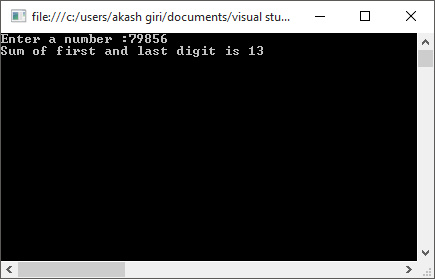 file:///c:/users/akash giri/documents/visual stu...
Enter a number :79856
Sum of first and last digit is 13